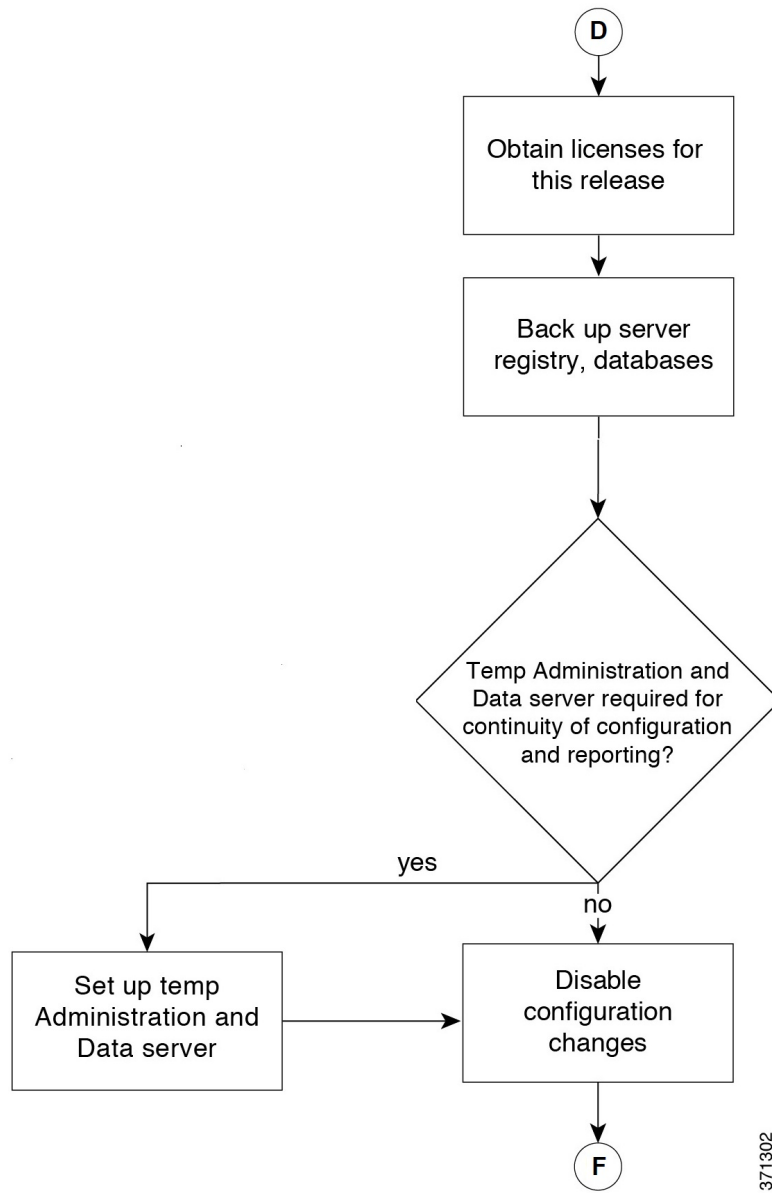 D
Obtain licenses for
this release
Back up server
registry, databases
Temp Administration and
Data server required for
continuity of configuration
and reporting?
yes
no
Set up temp
Administration and
Data server
Disable
configuration
changes
F
371302